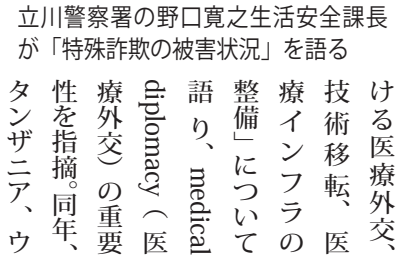 立川警察署の野口寛之生活安全課長
が「特殊詐欺の被害状況」を語る
ける医療外交、
技術移転、医
療インフラの
整備」について
語り、medical
diplomacy（医
療外交）の重要
性を指摘。同年、
タンザニア、ウ